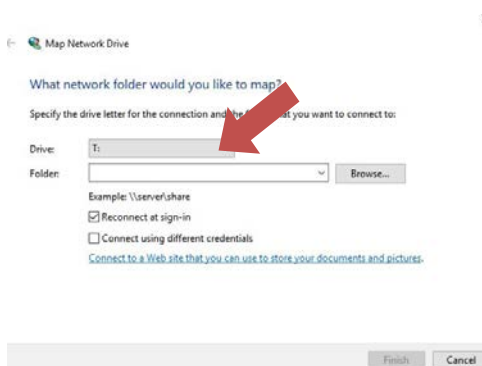 Map Network Drive
What network folder would you like to map?
Specify the drive letter for the connection and the at you want to connect to:
Drive: T:
Folder: Browse...
Example: \\server\share
Reconnect at sign-in
Connect using different credentials
Connect to a Web site that you can use to store your documents and pictures.
Finish Cancel